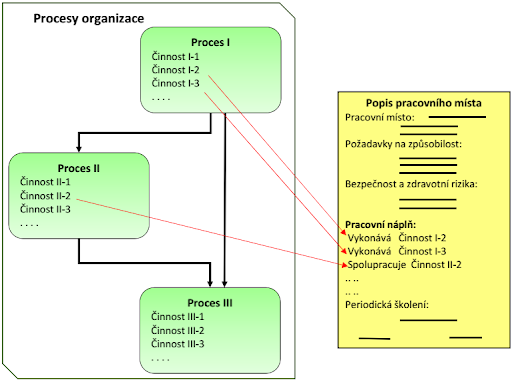 Procesy organizace
Proces I
Činnost I-1
Činnost I-2
Činnost I-3
. . . .
Proces II
Činnost II-1
Činnost II-2
Činnost II-3
. . . .
Proces III
Činnost III-1
Činnost III-2
Činnost III-3
. . . .
Popis pracovního místa
Pracovní místo:
Požadavky na způsobilost:
Bezpečnost a zdravotní rizika:
Pracovní náplň:
Vykonává Činnost I-2
Vykonává Činnost I-3
Spolupracuje Činnost II-2
.. ..
.. ..
Periodická školení: